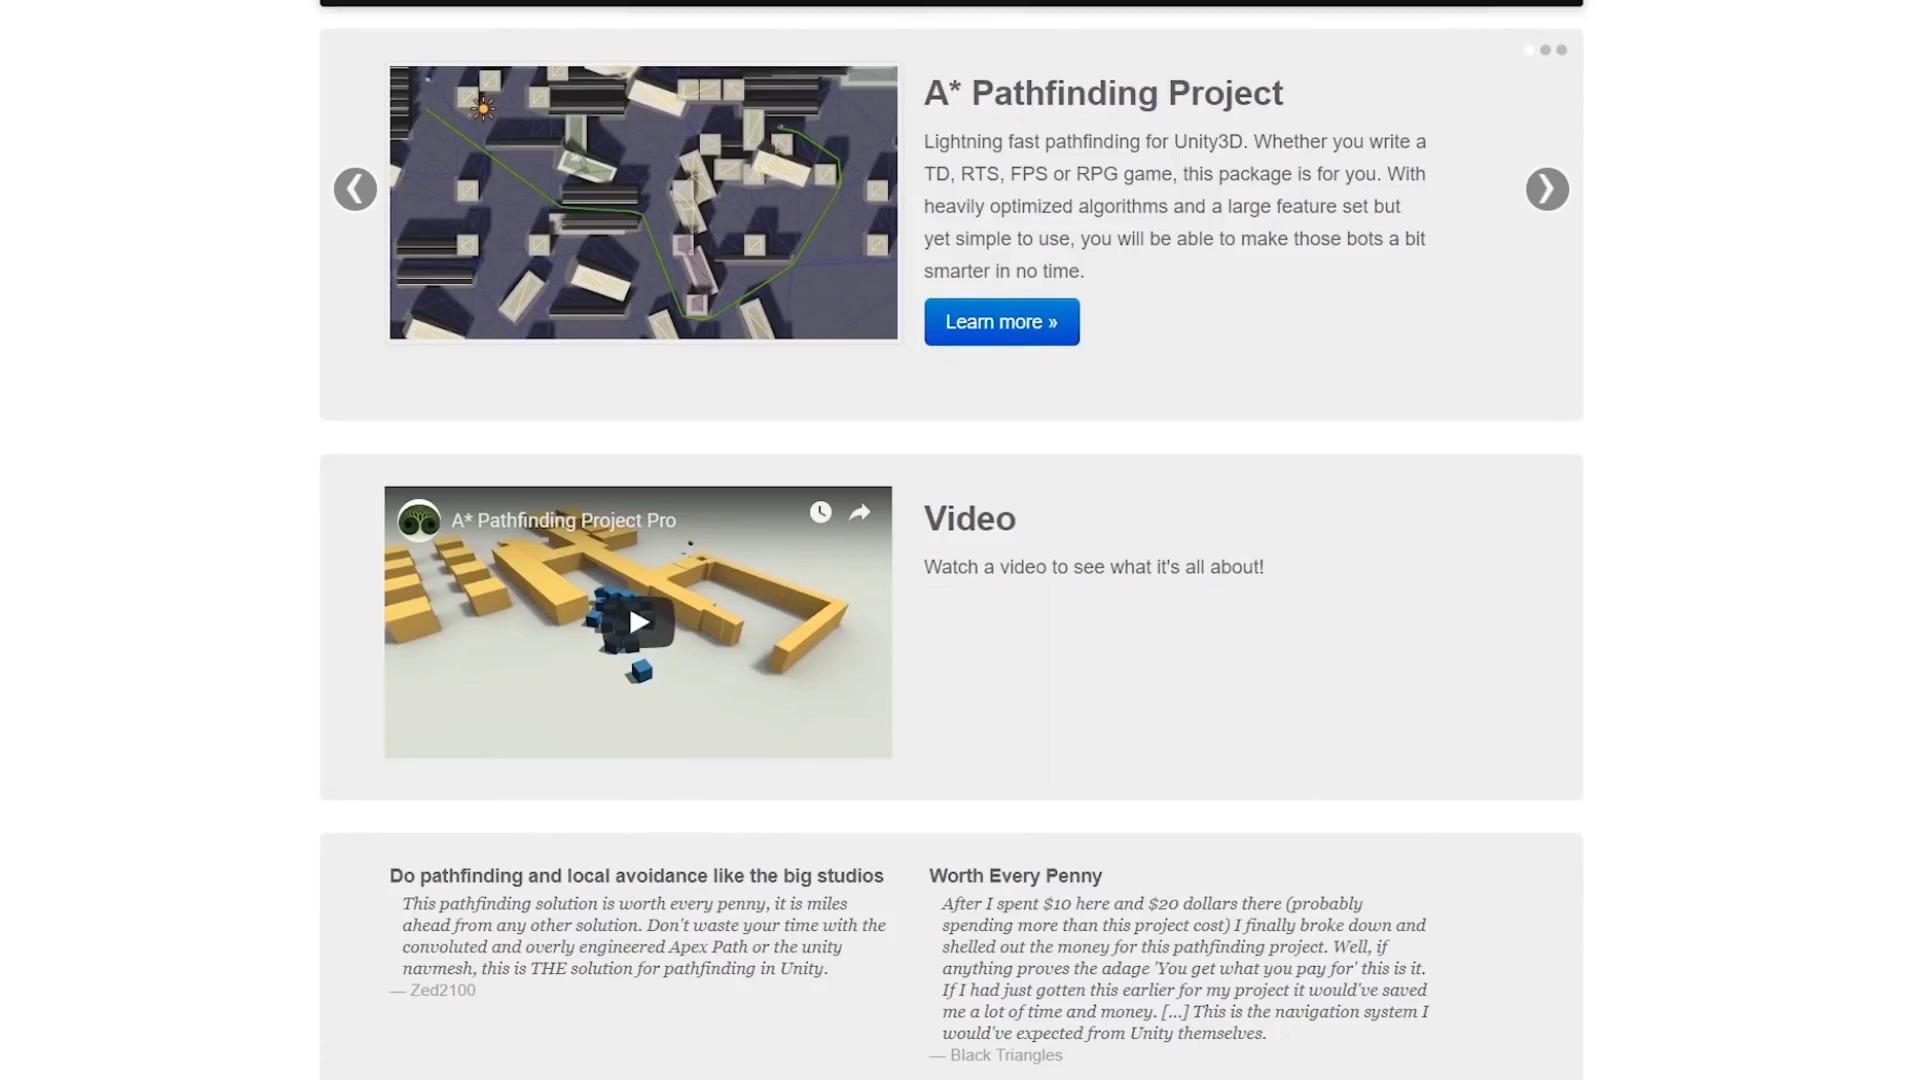 A* Pathfinding Project
Lightning fast pathfinding for Unity3D. Whether you write a
TD, RTS, FPS or RPG game, this package is for you. With
heavily optimized algorithms and a large feature set but
yet simple to use, you will be able to make those bots a bit
smarter in no time.
Learn more »
A* Pathfinding Project Pro
Video
Watch a video to see what it's all about!
Do pathfinding and local avoidance like the big studios
This pathfinding solution is worth every penny, it is miles
ahead from any other solution. Don't waste your time with the
convoluted and overly engineered Apex Path or the unity
navmesh, this is THE solution for pathfinding in Unity.
— Zed2100
Worth Every Penny
After I spent $10 here and $20 dollars there (probably
spending more than this project cost) I finally broke down and
shelled out the money for this pathfinding project. Well, if
anything proves the adage 'You get what you pay for' this is it.
If I had just gotten this earlier for my project it would've saved
me a lot of time and money. [...] This is the navigation system I
would've expected from Unity themselves.
— Black Triangles